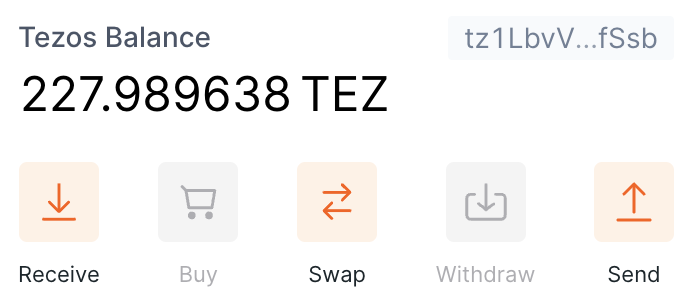 Tezos Balance
tz1LbvV...fSsb
227.989638 TEZ
Receive
Buy
Swap
Withdraw
Send